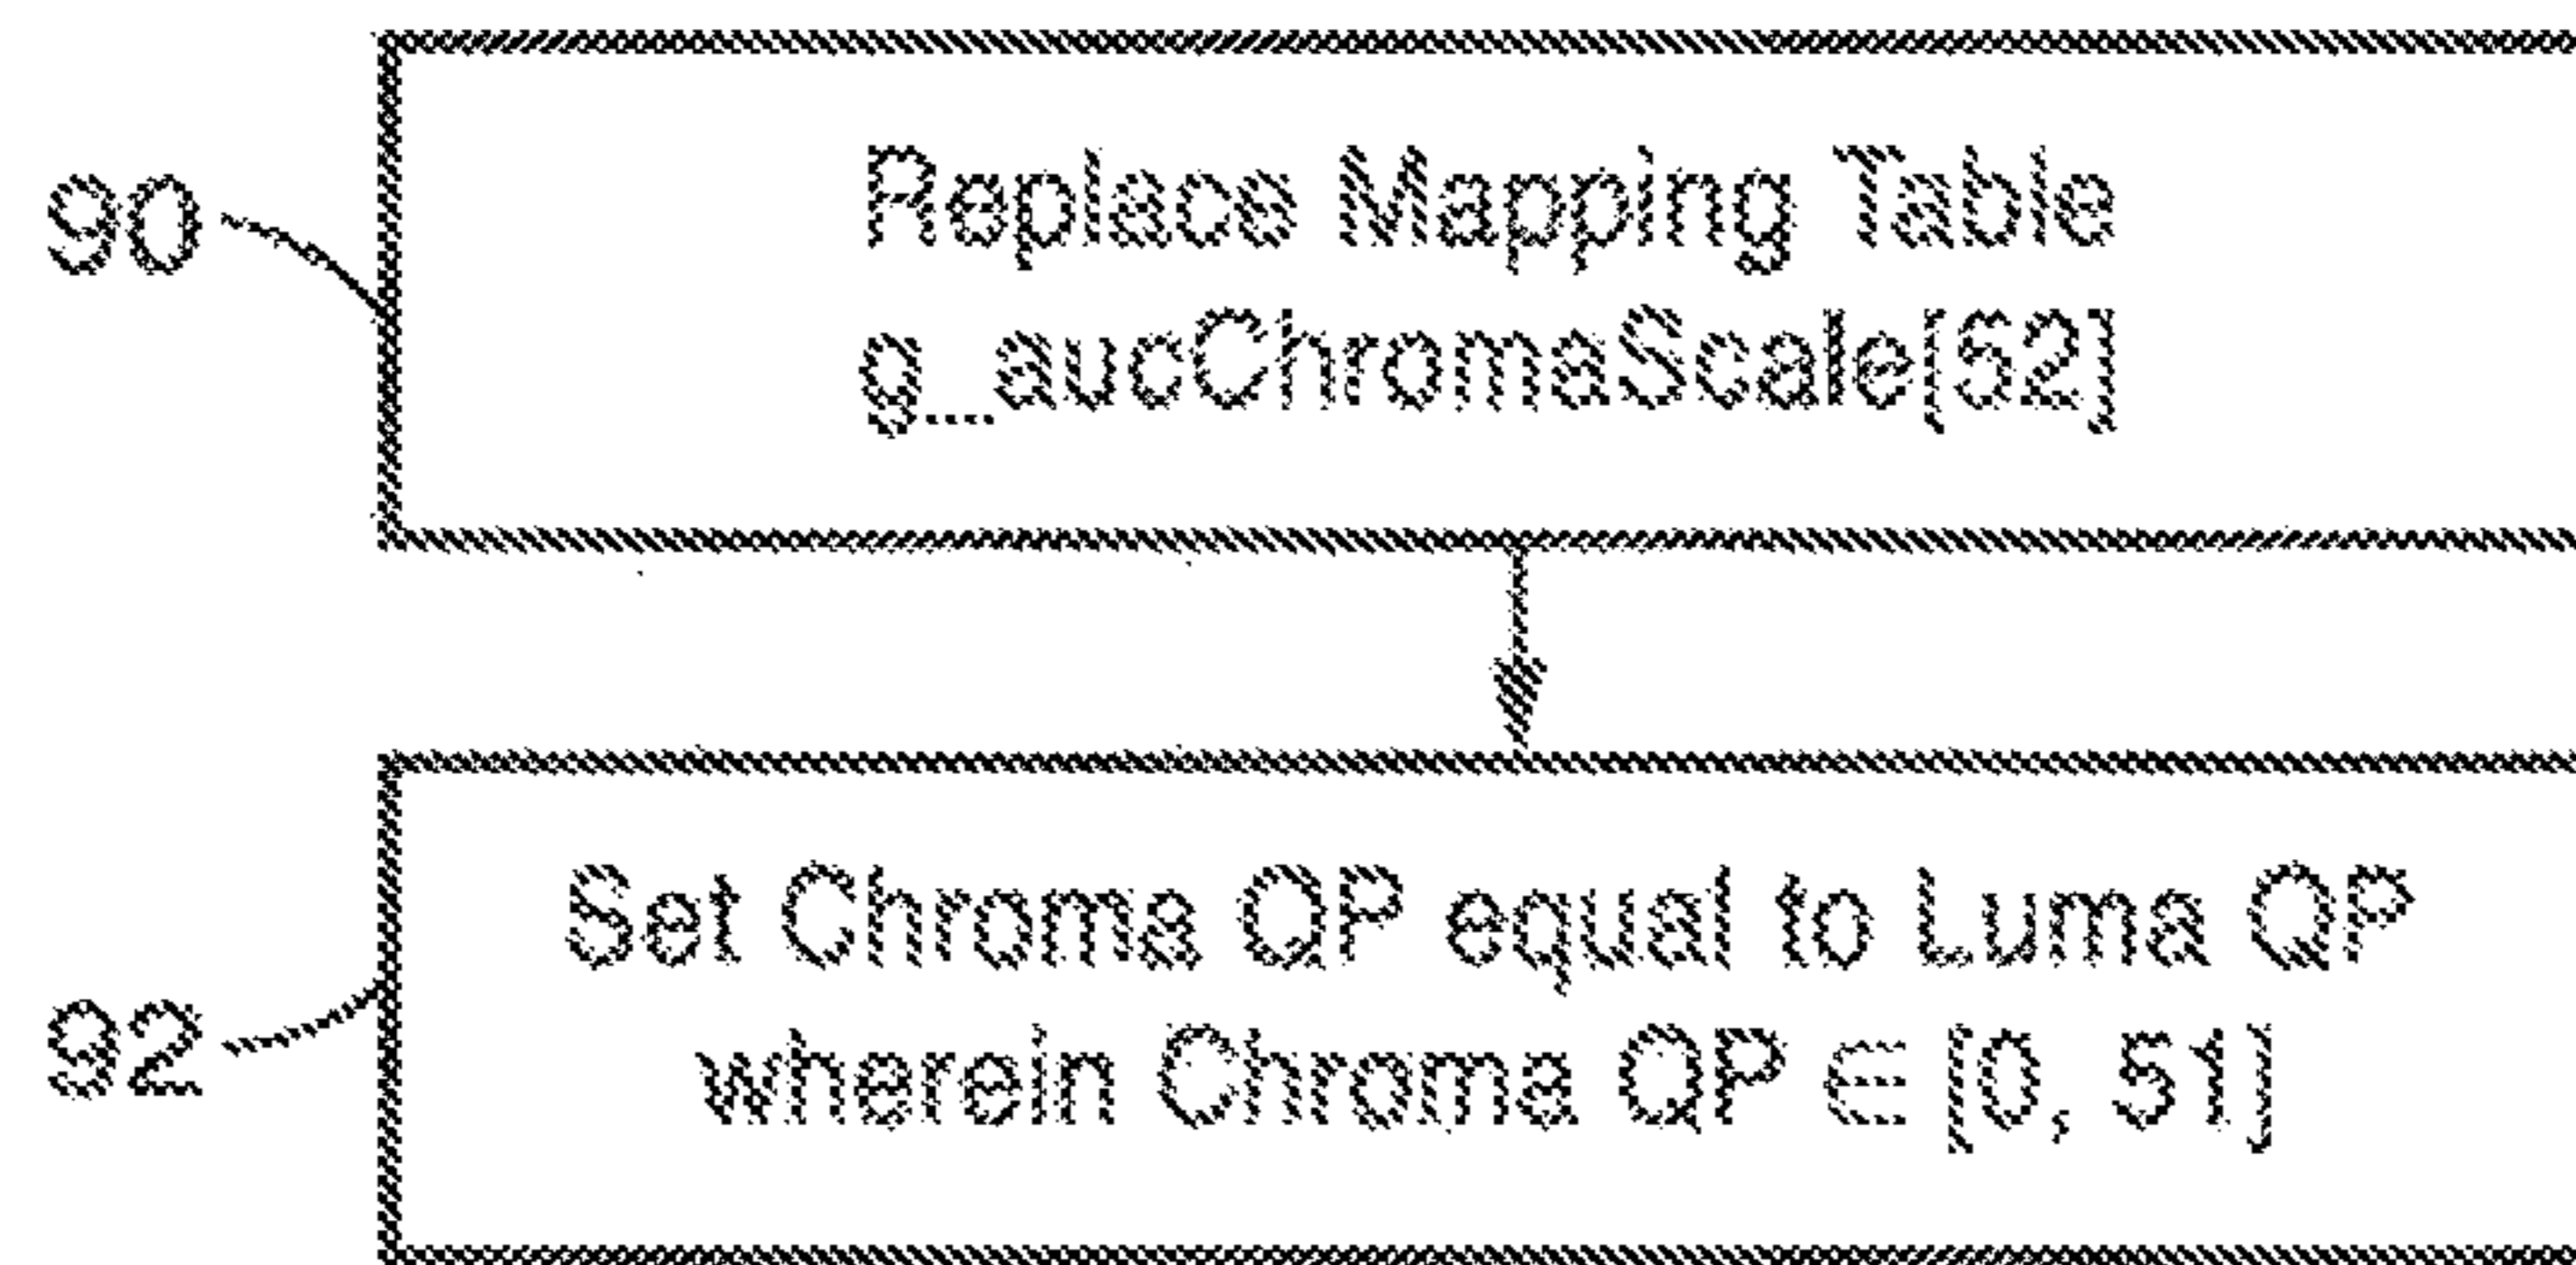 90
Replace Mapping Table
g_aucChromaScale[52]
92
Set Chroma QP equal to Luma QP
wherein Chroma QP ∈ [0, 51]